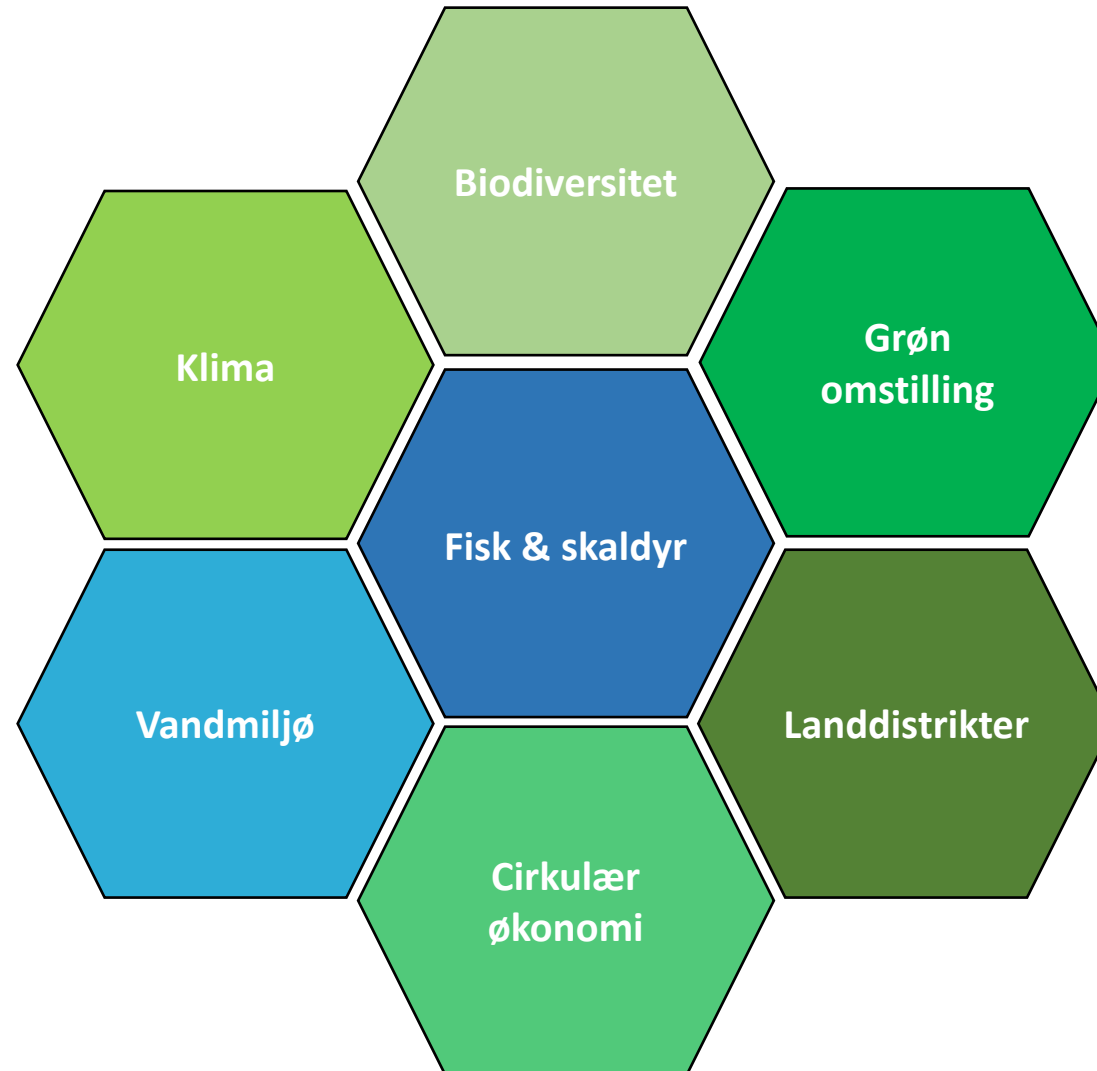 Biodiversitet
Klima
Grøn
omstilling
Fisk & skaldyr
Vandmiljø
Landdistrikter
Cirkulær
økonomi